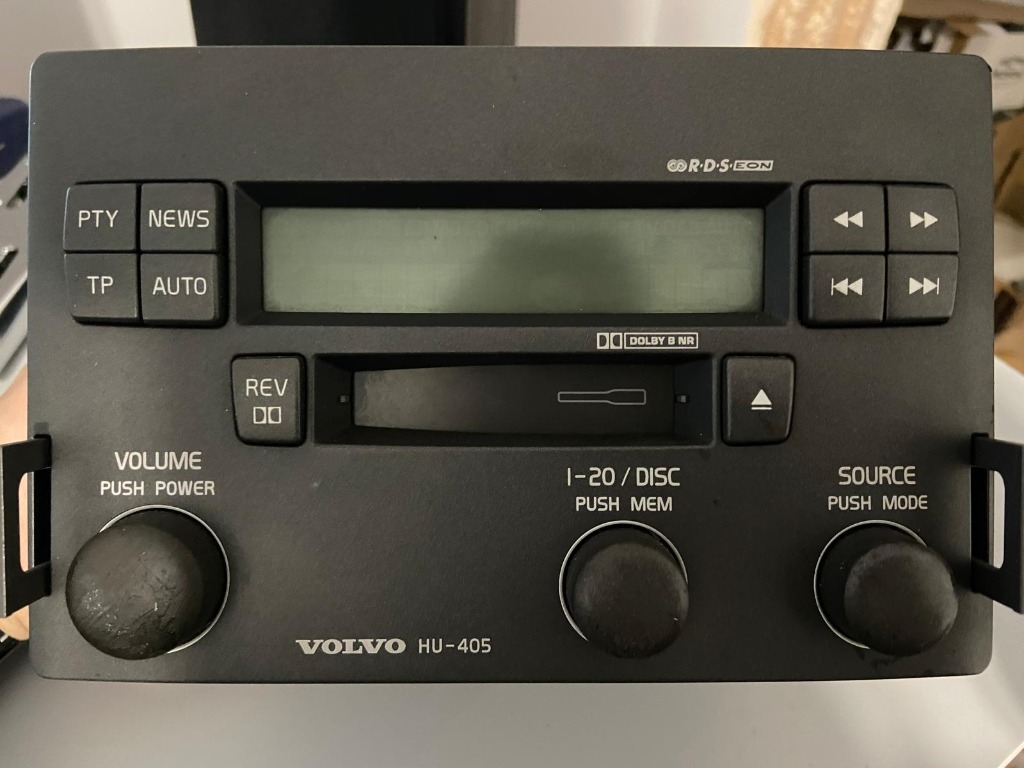 R·D·S·EON
PTY NEWS
TP AUTO
DOLBY B NR
REV
VOLUME
PUSH POWER
1-20 / DISC
PUSH MEM
SOURCE
PUSH MODE
VOLVO HU-405